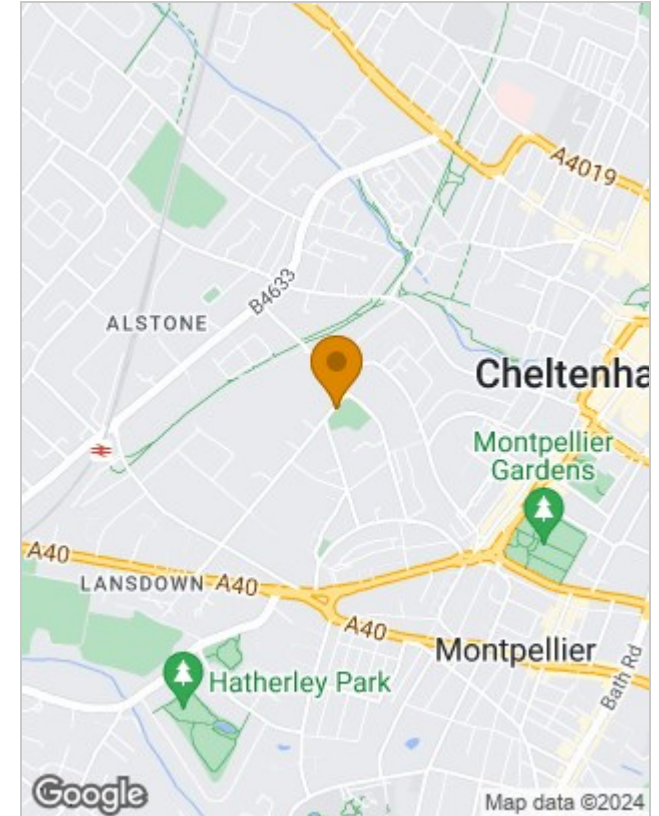 A4019
B4633
ALSTONE
Cheltenha
Montpellier
Gardens
A40
LANSDOWN
A40
A40
Montpellier
Hatherley Park
Bath Rd
Google
Map data ©2024